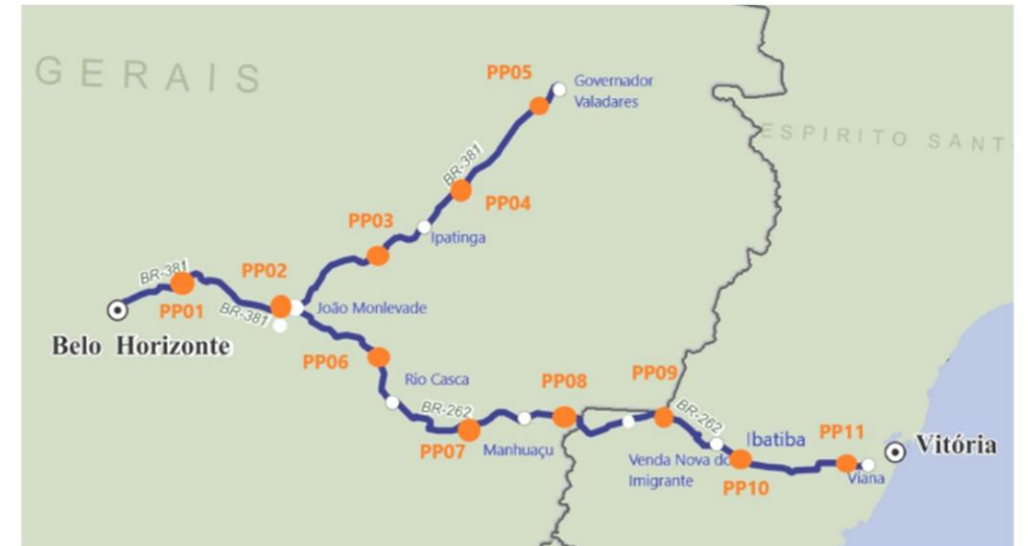 GERAIS
PP05
Governador
Valadares
ESPIRITO SANT
BR-381
PP04
PP03
Ipatinga
BR-381
PP02
PP01
BR-381
João Monlevade
Belo Horizonte
PP06
Rio Casca
PP08
PP09
BR-262
BR-262
PP07
Manhuaçu
Ibatiba
PP11
Vitória
Venda Nova do
Imigrante
PP10
Viana